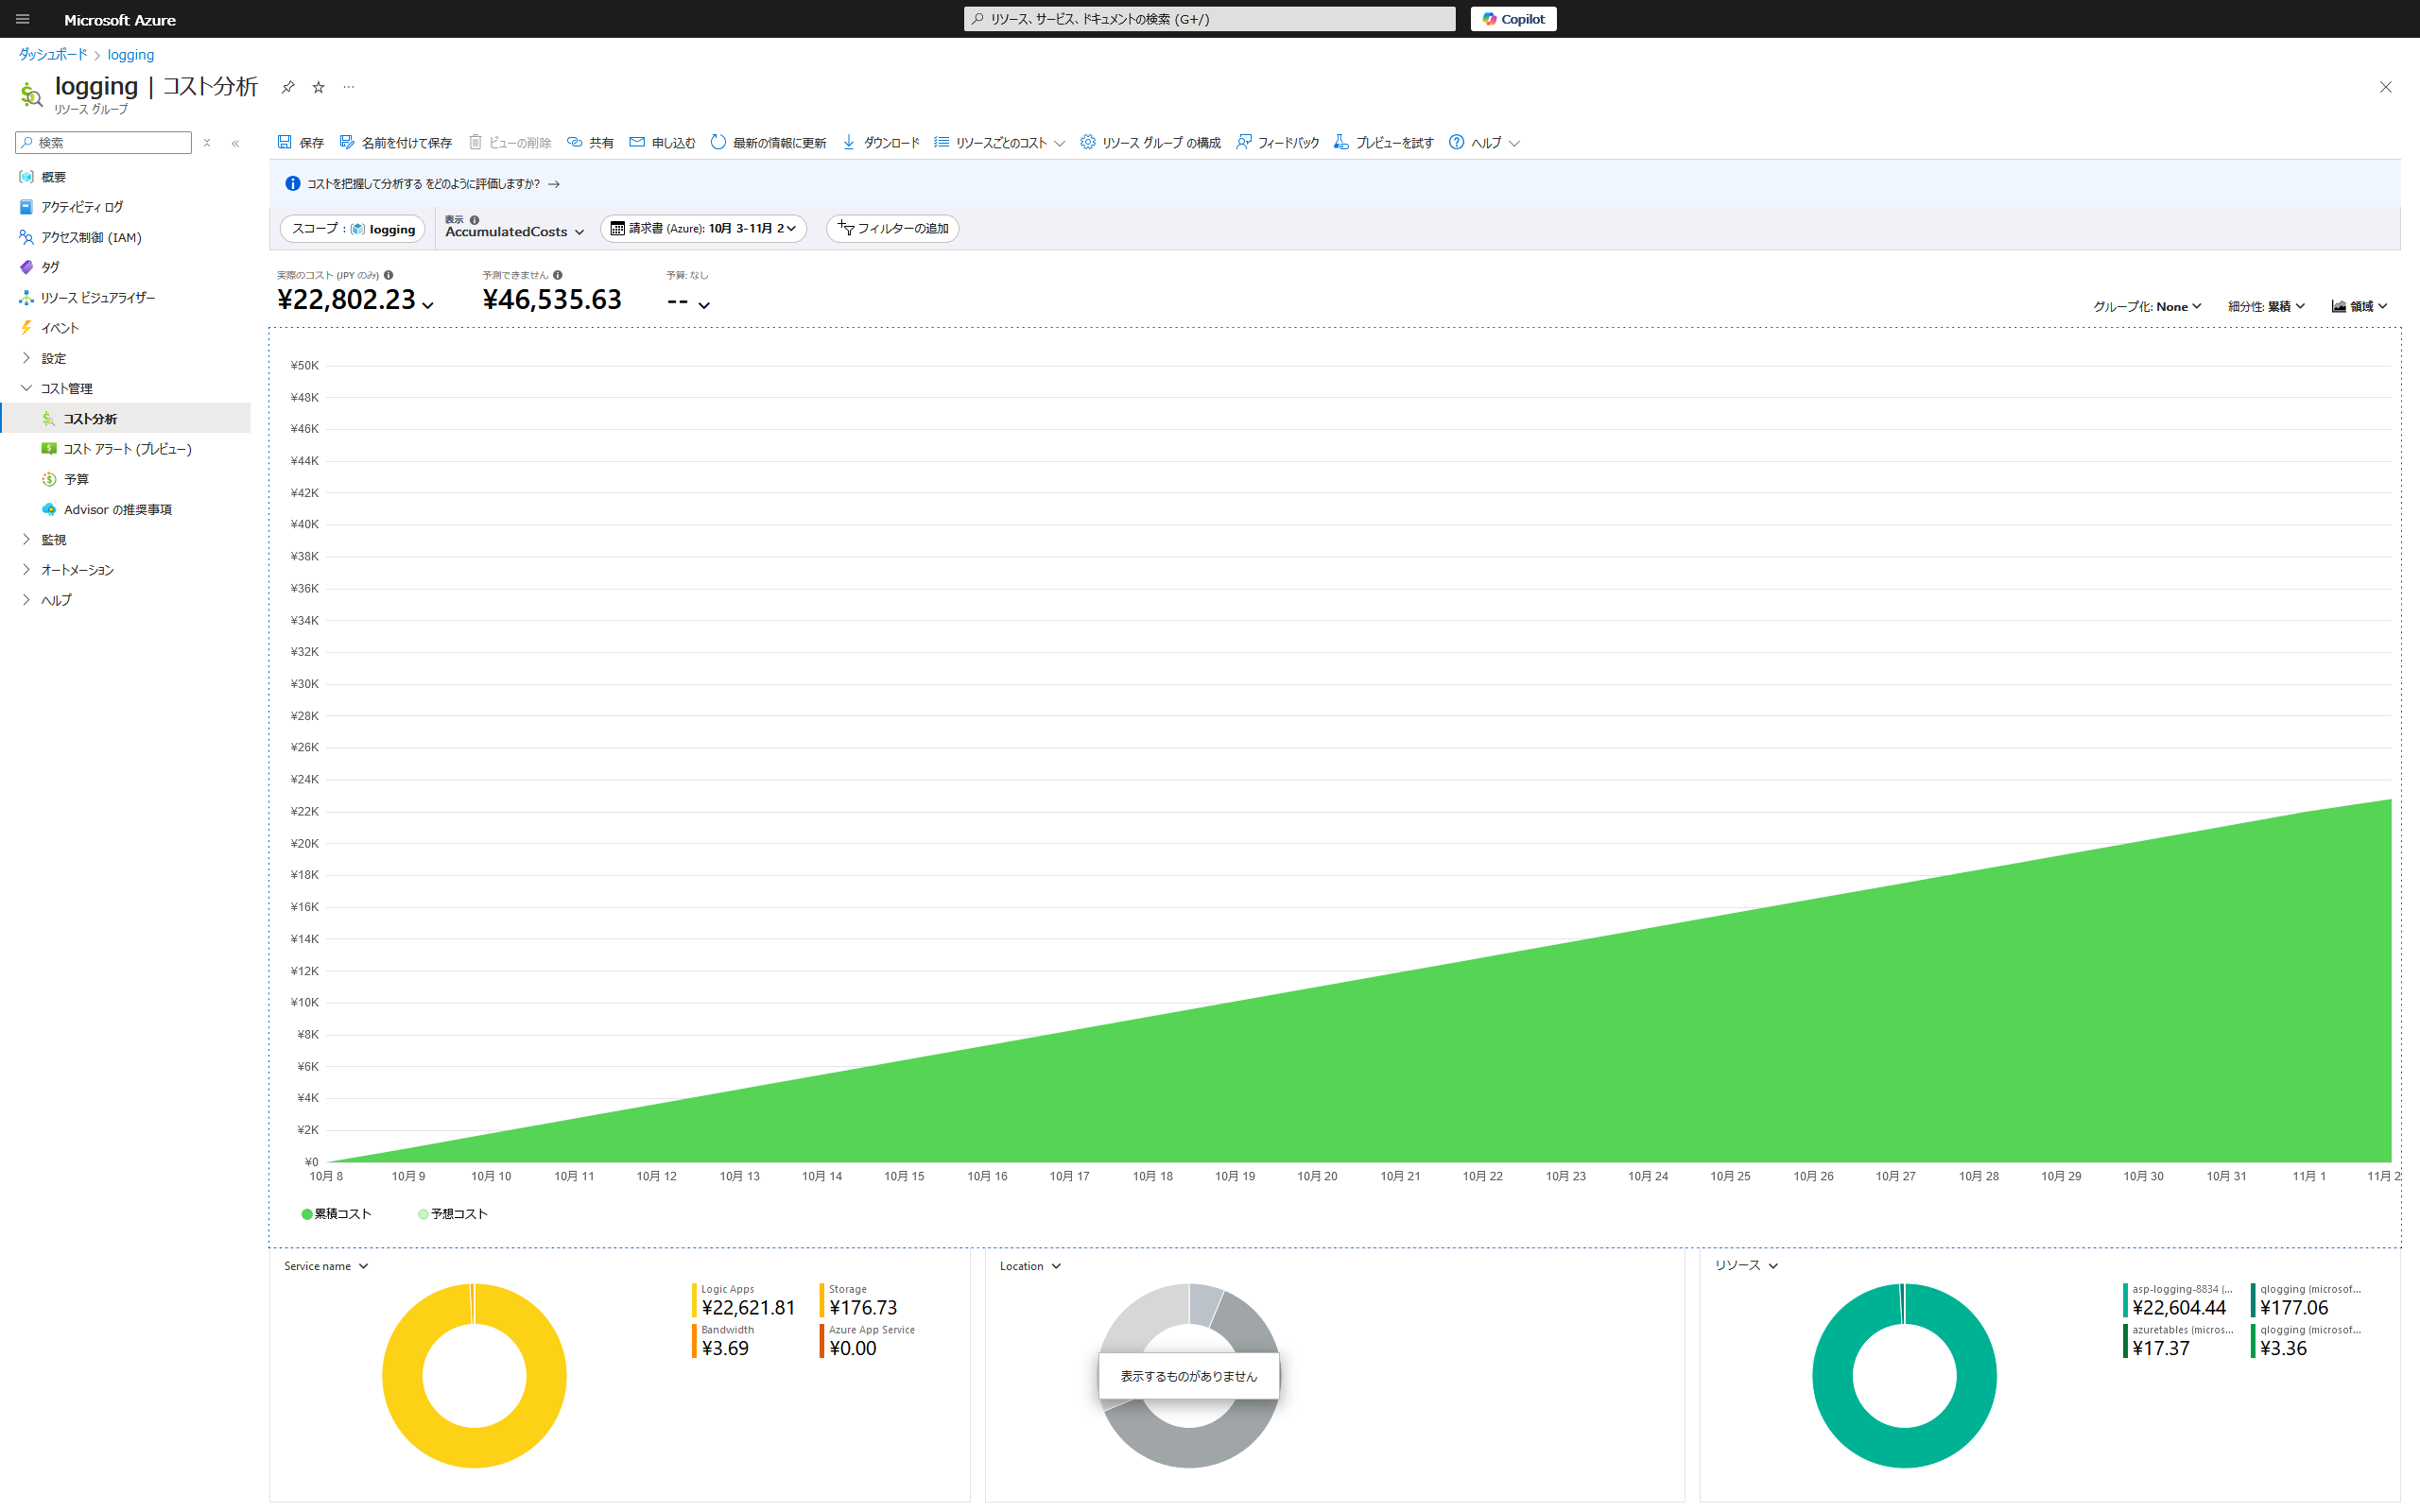 Microsoft Azure
リソース、サービス、ドキュメントの検索 (G+/)
Copilot
ダッシュボード > logging
logging | コスト分析
リソース グループ
検索
概要
アクティビティ ログ
アクセス制御 (IAM)
タグ
リソース ビジュアライザー
イベント
設定
コスト管理
コスト分析
コスト アラート (プレビュー)
予算
Advisor の推奨事項
監視
オートメーション
ヘルプ
保存 名前を付けて保存 ビューの削除 共有 申し込む 最新の情報に更新 ダウンロード リソースごとのコスト リソース グループ の構成 フィードバック プレビューを試す ヘルプ
コストを把握して分析する をどのように評価しますか? →
スコープ : logging
表示
AccumulatedCosts
請求書 (Azure): 10月 3-11月 2
フィルターの追加
実際のコスト (JPY のみ)
¥22,802.23
予測できません
¥46,535.63
予算: なし
--
グループ化: None
細分性: 累積
領域
¥50K
¥48K
¥46K
¥44K
¥42K
¥40K
¥38K
¥36K
¥34K
¥32K
¥30K
¥28K
¥26K
¥24K
¥22K
¥20K
¥18K
¥16K
¥14K
¥12K
¥10K
¥8K
¥6K
¥4K
¥2K
¥0
10月 8 10月 9 10月 10 10月 11 10月 12 10月 13 10月 14 10月 15 10月 16 10月 17 10月 18 10月 19 10月 20 10月 21 10月 22 10月 23 10月 24 10月 25 10月 26 10月 27 10月 28 10月 29 10月 30 10月 31 11月 1 11月 2
累積コスト 予想コスト
Service name
Logic Apps
¥22,621.81
Storage
¥176.73
Bandwidth
¥3.69
Azure App Service
¥0.00
Location
表示するものがありません
リソース
asp-logging-8834 (...
¥22,604.44
qlogging (microsof...
¥177.06
azuretables (micros...
¥17.37
qlogging (microsof...
¥3.36